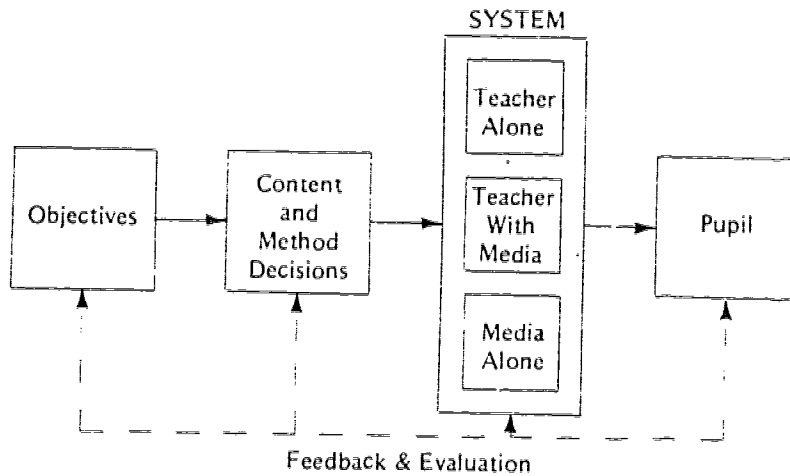 SYSTEM
Teacher
Alone
Objectives
Content
and
Method
Decisions
Teacher
With
Media
Pupil
Media
Alone
Feedback & Evaluation